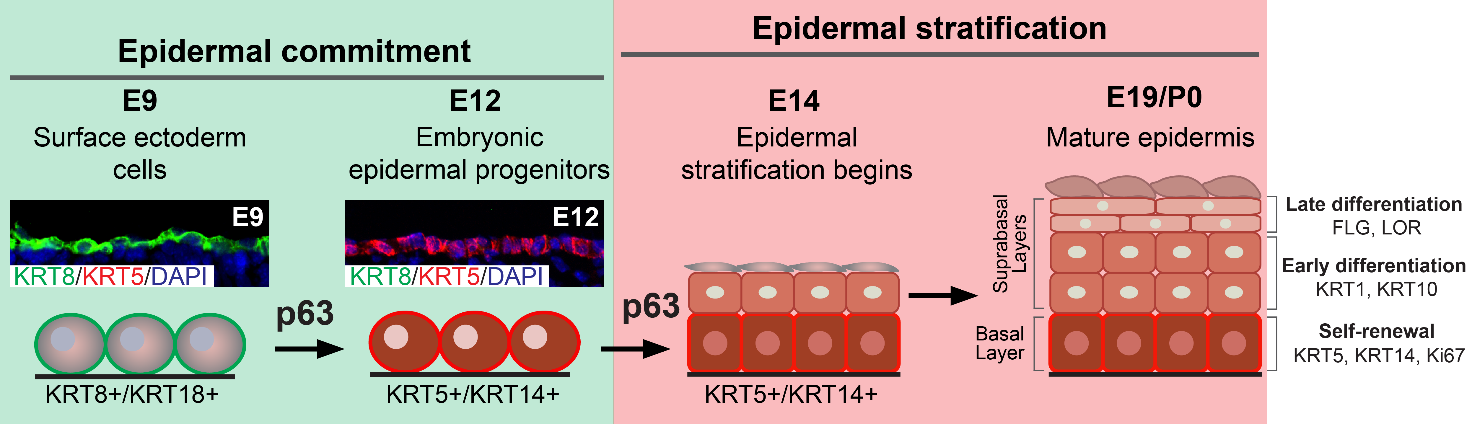 Epidermal commitment
Epidermal stratification
E9
Surface ectoderm
cells
E12
Embryonic
epidermal progenitors
E14
Epidermal
stratification begins
E19/P0
Mature epidermis
E9
KRT8/KRT5/DAPI
E12
KRT8/KRT5/DAPI
p63
p63
KRT8+/KRT18+
KRT5+/KRT14+
KRT5+/KRT14+
Suprabasal
Layers
Basal
Layer
Late differentiation
FLG, LOR
Early differentiation
KRT1, KRT10
Self-renewal
KRT5, KRT14, Ki67